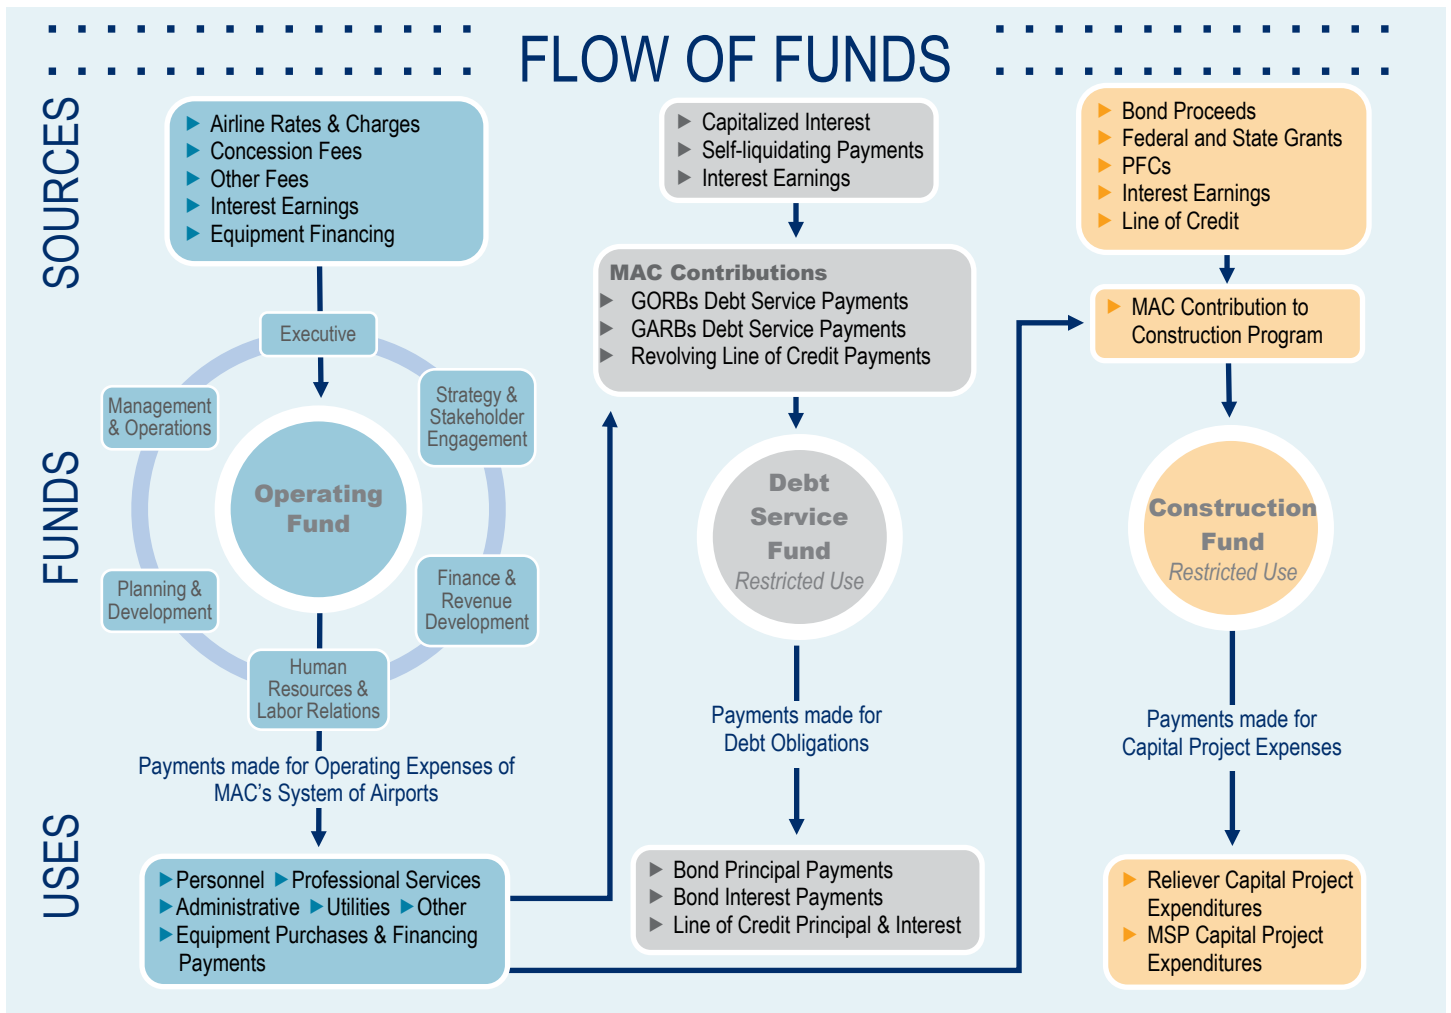 FLOW OF FUNDS
SOURCES
Airline Rates & Charges
Concession Fees
Other Fees
Interest Earnings
Equipment Financing
Capitalized Interest
Self-liquidating Payments
Interest Earnings
Bond Proceeds
Federal and State Grants
PFCs
Interest Earnings
Line of Credit
MAC Contributions
GORBs Debt Service Payments
GARBs Debt Service Payments
Revolving Line of Credit Payments
MAC Contribution to
Construction Program
FUNDS
Executive
Management
& Operations
Strategy &
Stakeholder
Engagement
Operating
Fund
Planning &
Development
Finance &
Revenue
Development
Human
Resources &
Labor Relations
Debt
Service
Fund
Restricted Use
Construction
Fund
Restricted Use
Payments made for Operating Expenses of
MAC's System of Airports
Payments made for
Debt Obligations
Payments made for
Capital Project Expenses
USES
Personnel Professional Services
Administrative Utilities Other
Equipment Purchases & Financing
Payments
Bond Principal Payments
Bond Interest Payments
Line of Credit Principal & Interest
Reliever Capital Project
Expenditures
MSP Capital Project
Expenditures